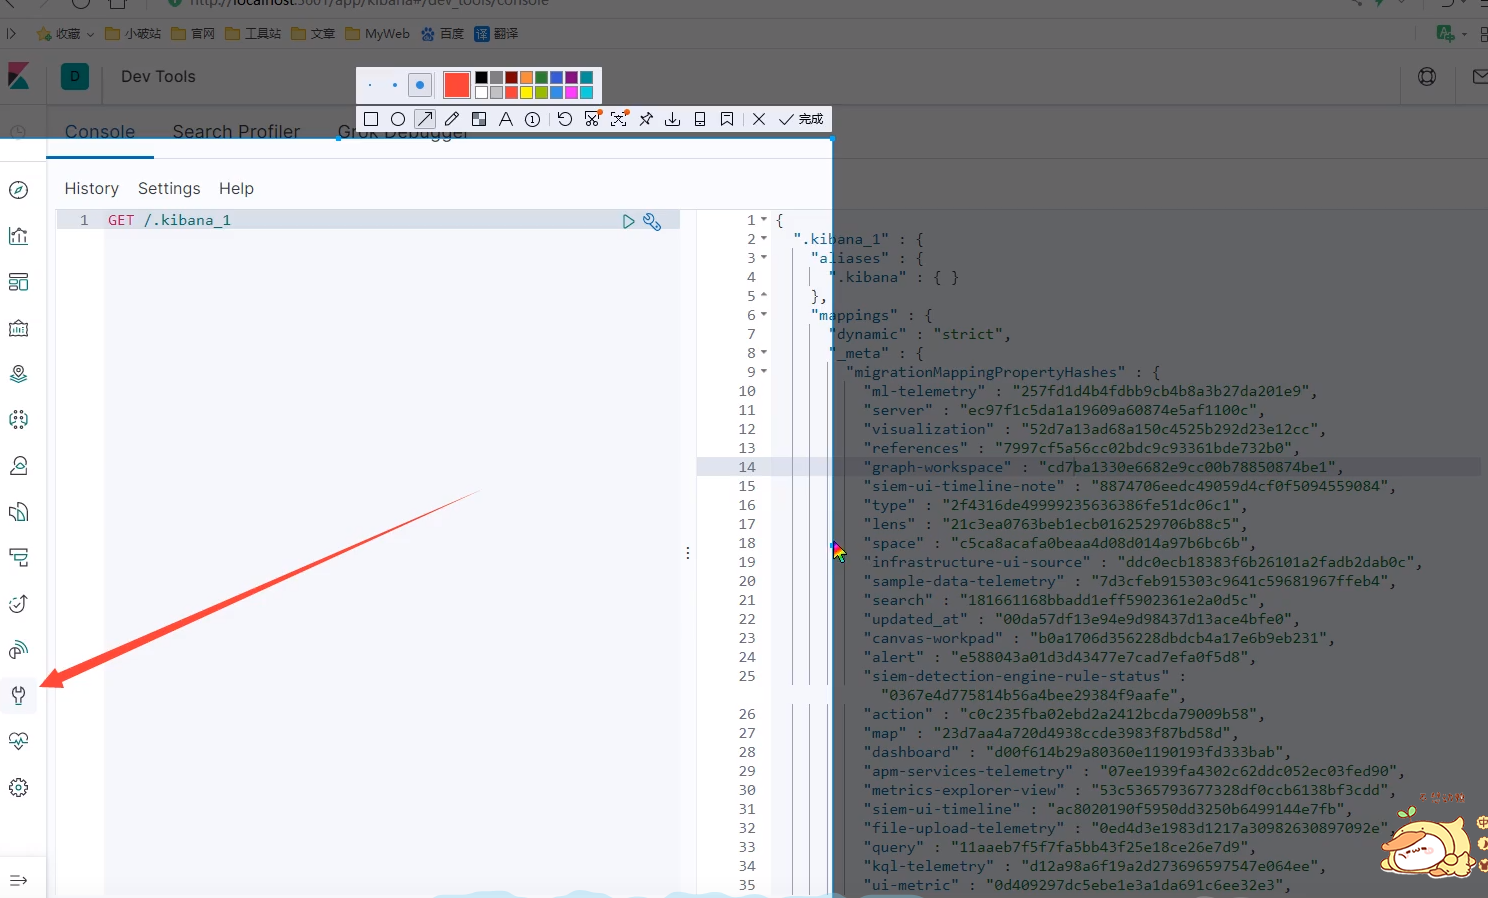 http://localhost:5601/app/kibana#/dev_tools/console
收藏 小破站 官网 工具站 文章 MyWeb 百度 译 翻译
D Dev Tools
完成
Console Search Profiler Grok Debugger
History Settings Help
1 GET /.kibana_1
1 {
2 ".kibana_1" : {
3 "aliases" : {
4 ".kibana" : { }
5 },
6 "mappings" : {
7 "dynamic" : "strict",
8 "_meta" : {
9 "migrationMappingPropertyHashes" : {
10 "ml-telemetry" : "257fd1d4b4fdbb9cb4b8a3b27da201e9",
11 "server" : "ec97f1c5da1a19609a60874e5af1100c",
12 "visualization" : "52d7a13ad68a150c4525b292d23e12cc",
13 "references" : "7997cf5a56cc02bdc9c93361bde732b0",
14 "graph-workspace" : "cd7ba1330e6682e9cc00b78850874be1",
15 "siem-ui-timeline-note" : "8874706eedc49059d4cf0f5094559084",
16 "type" : "2f4316de49999235636386fe51dc06c1",
17 "lens" : "21c3ea0763beb1ecb0162529706b88c5",
18 "space" : "c5ca8acafa0beaa4d08d014a97b6bc6b",
19 "infrastructure-ui-source" : "ddc0ecb18383f6b26101a2fadb2dab0c",
20 "sample-data-telemetry" : "7d3cfeb915303c9641c59681967ffeb4",
21 "search" : "181661168bbadd1eff5902361e2a0d5c",
22 "updated_at" : "00da57df13e94e9d98437d13ace4bfe0",
23 "canvas-workpad" : "b0a1706d356228dbdcb4a17e6b9eb231",
24 "alert" : "e588043a01d3d43477e7cad7efa0f5d8",
25 "siem-detection-engine-rule-status" :
"0367e4d775814b56a4bee29384f9aafe",
26 "action" : "c0c235fba02ebd2a2412bcda79009b58",
27 "map" : "23d7aa4a720d4938ccde3983f87bd58d",
28 "dashboard" : "d00f614b29a80360e1190193fd333bab",
29 "apm-services-telemetry" : "07ee1939fa4302c62ddc052ec03fed90",
30 "metrics-explorer-view" : "53c5365793677328df0ccb6138bf3cdd",
31 "siem-ui-timeline" : "ac8020190f5950dd3250b6499144e7fb",
32 "file-upload-telemetry" : "0ed4d3e1983d1217a30982630897092e",
33 "query" : "11aaeb7f5f7fa5bb43f25e18ce26e7d9",
34 "kql-telemetry" : "d12a98a6f19a2d273696597547e064ee",
35 "ui-metric" : "0d409297dc5ebe1e3a1da691c6ee32e3",